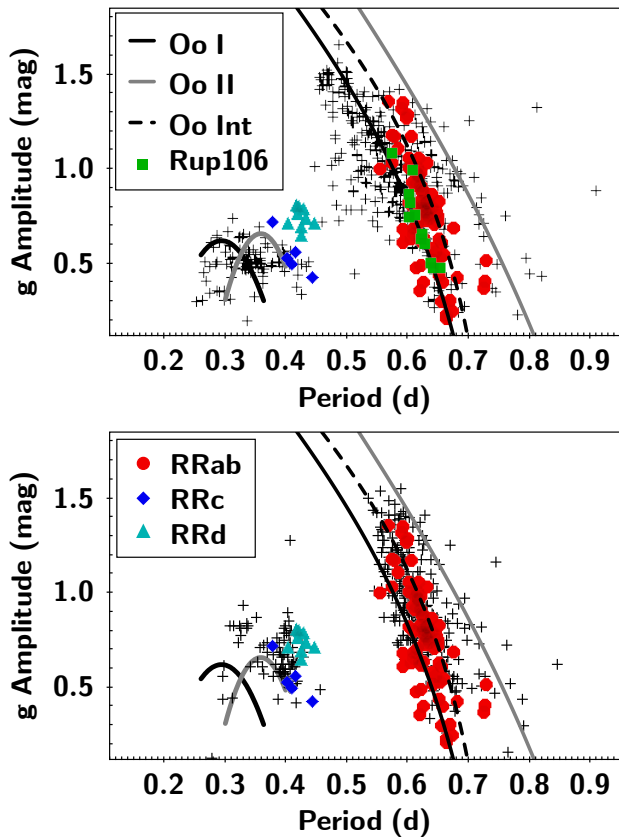 Oo I
Oo II
Oo Int
Rup106
g Amplitude (mag)
1.5
1.0
0.5
0.2 0.3 0.4 0.5 0.6 0.7 0.8 0.9
Period (d)
RRab
RRc
RRd
g Amplitude (mag)
1.5
1.0
0.5
0.2 0.3 0.4 0.5 0.6 0.7 0.8 0.9
Period (d)